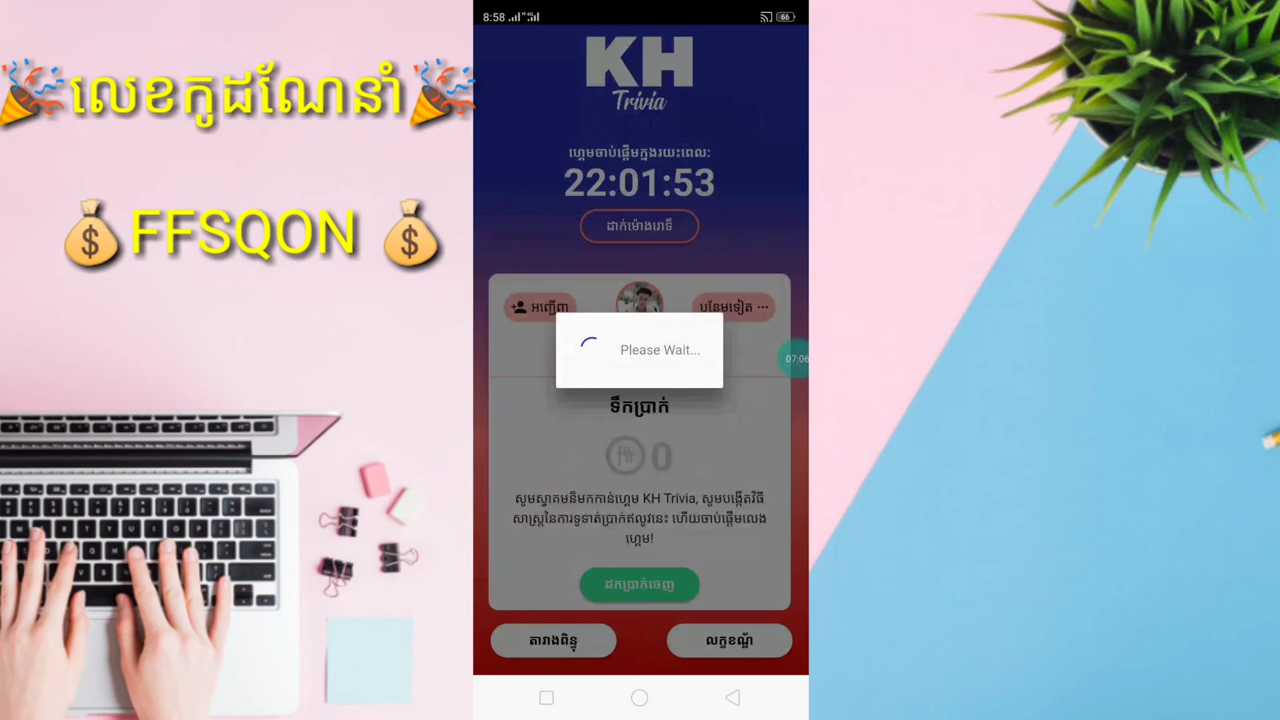 🎉លេខកូដណែនាំ🎉
💰FFSQON 💰
8:58
66
KH
Trivia
ហ្គេមចាប់ផ្តើមក្នុងរយះពេល:
22:01:53
ដាក់ម៉ោងរោទ៍
អញ្ជើញ
បន្ថែមទៀត ...
Please Wait...
07:06
ទឹកប្រាក់
0
សូមស្វាគមន៍មកកាន់ហ្គេម KH Trivia, សូមបង្កើតវិធី
សាស្ត្រនៃការទូទាត់ប្រាក់ឥលូវនេះ ហើយចាប់ផ្តើមលេង
ហ្គេម!
ដកប្រាក់ចេញ
តារាងពិន្ទុ
លក្ខខណ្ឌ័